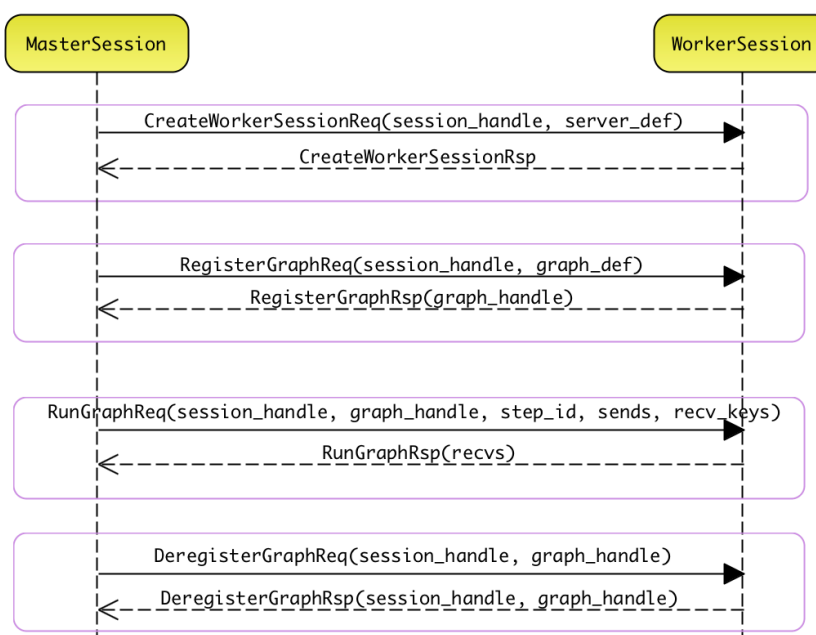 MasterSession
WorkerSession
CreateWorkerSessionReq(session_handle, server_def)
CreateWorkerSessionRsp
RegisterGraphReq(session_handle, graph_def)
RegisterGraphRsp(graph_handle)
RunGraphReq(session_handle, graph_handle, step_id, sends, recv_keys)
RunGraphRsp(recvs)
DeregisterGraphReq(session_handle, graph_handle)
DeregisterGraphRsp(session_handle, graph_handle)